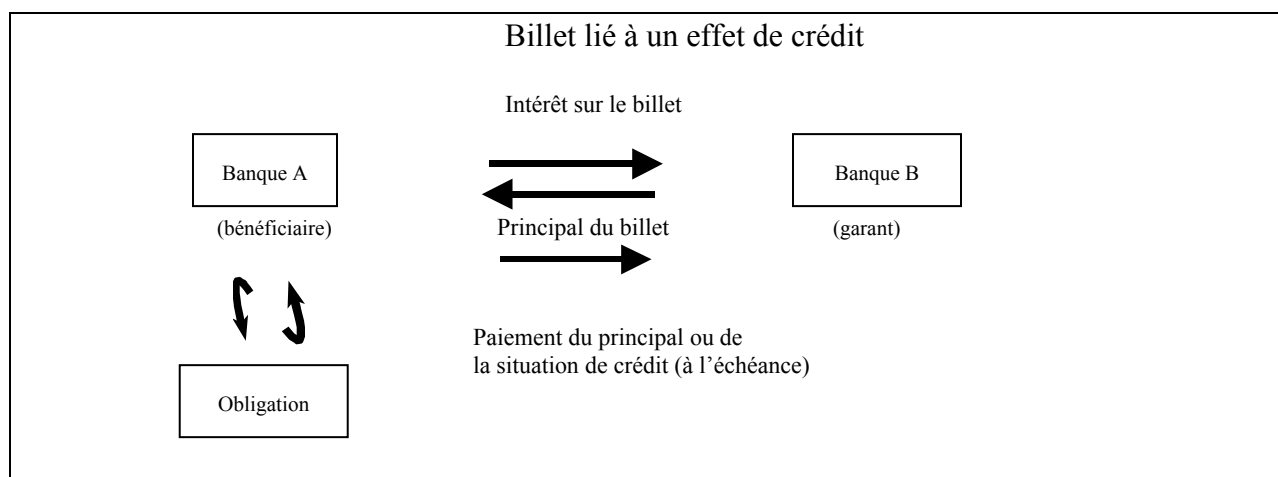 Billet lié à un effet de crédit
Intérêt sur le billet
Banque A
Banque B
(bénéficiaire)
Principal du billet
(garant)
Paiement du principal ou de
la situation de crédit (à l’échéance)
Obligation